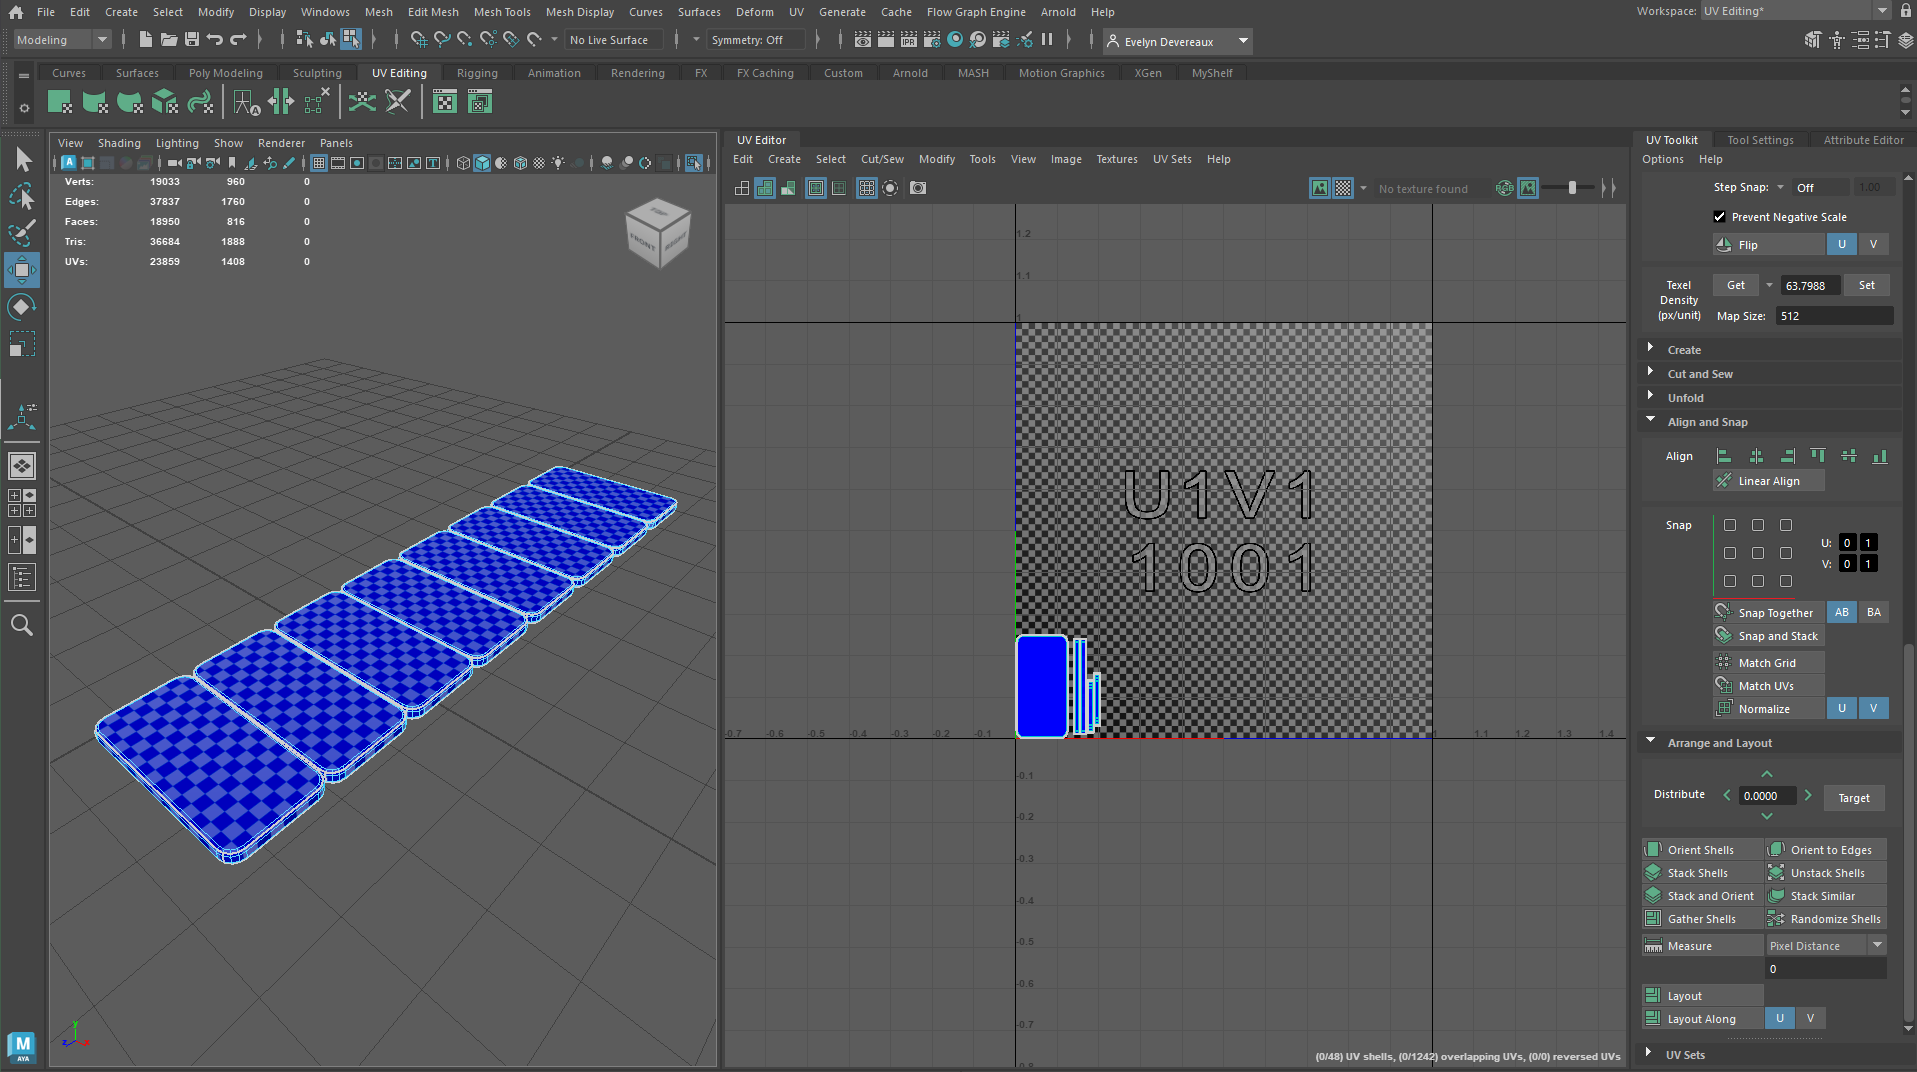 File Edit Create Select Modify Display Windows Mesh Edit Mesh Mesh Tools Mesh Display Curves Surfaces Deform UV Generate Cache Flow Graph Engine Arnold Help
Workspace: UV Editing*
Modeling
No Live Surface
Symmetry: Off
IPR
Evelyn Devereaux
Curves Surfaces Poly Modeling Sculpting UV Editing Rigging Animation Rendering FX FX Caching Custom Arnold MASH Motion Graphics XGen MyShelf
View Shading Lighting Show Renderer Panels
Verts: 19033 960 0
Edges: 37837 1760 0
Faces: 18950 816 0
Tris: 36684 1888 0
UVs: 23859 1408 0
TOP
FRONT
RIGHT
y
z
x
M
AYA
UV Editor
Edit Create Select Cut/Sew Modify Tools View Image Textures UV Sets Help
No texture found
RGB
1.2
1.1
1
U1V1
1001
-0.7 -0.6 -0.5 -0.4 -0.3 -0.2 -0.1 1 1.1 1.2 1.3 1.4
-0.1
-0.2
-0.3
-0.4
-0.5
-0.6
-0.7
-0.8
(0/48) UV shells, (0/1242) overlapping UVs, (0/0) reversed UVs
UV Toolkit Tool Settings Attribute Editor
Options Help
Step Snap: Off 1.00
Prevent Negative Scale
Flip U V
Texel Density (px/unit)
Get 63.7988 Set
Map Size: 512
Create
Cut and Sew
Unfold
Align and Snap
Align
Linear Align
Snap
U: 0 1
V: 0 1
Snap Together AB BA
Snap and Stack
Match Grid
Match UVs
Normalize U V
Arrange and Layout
Distribute 0.0000 Target
Orient Shells Orient to Edges
Stack Shells Unstack Shells
Stack and Orient Stack Similar
Gather Shells Randomize Shells
Measure Pixel Distance
0
Layout
Layout Along U V
UV Sets